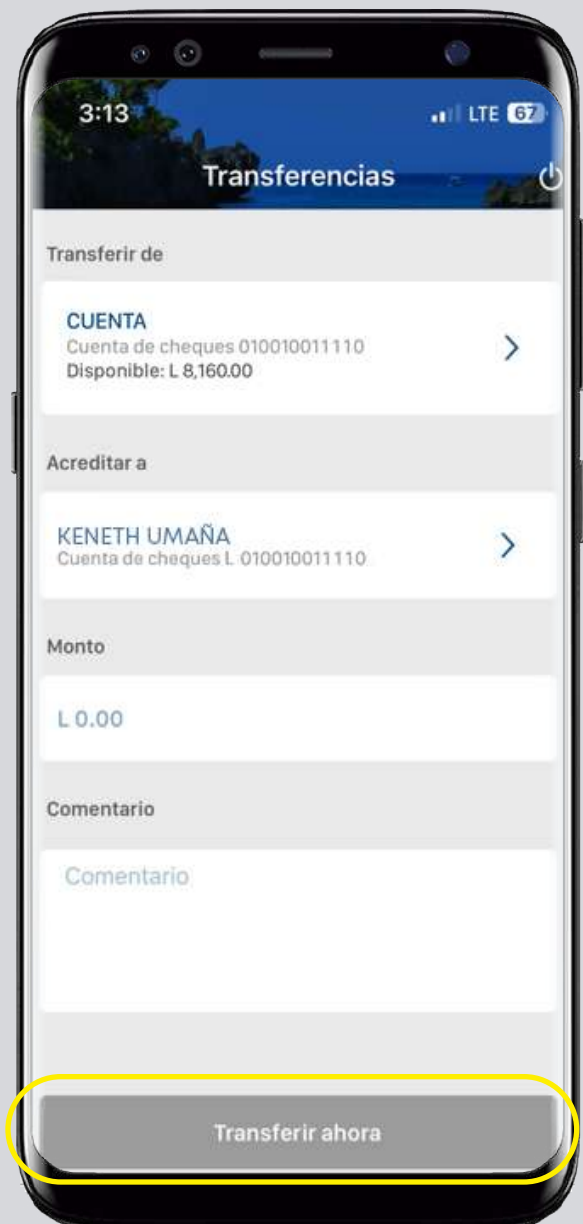 3:13
LTE 67
Transferencias
Transferir de
CUENTA
Cuenta de cheques 010010011110
Disponible: L 8,160.00
Acreditar a
KENETH UMAÑA
Cuenta de cheques L 010010011110
Monto
L 0.00
Comentario
Comentario
Transferir ahora